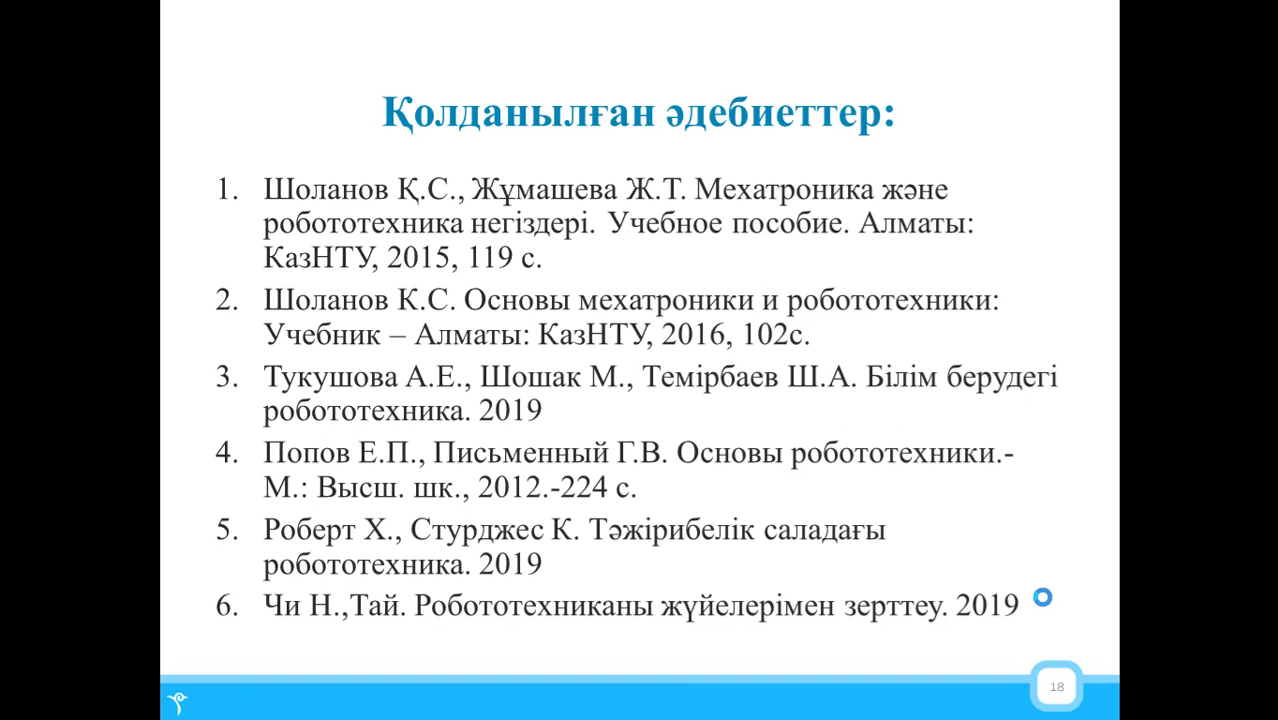 Қолданылған әдебиеттер:
1. Шоланов Қ.С., Жұмашева Ж.Т. Мехатроника және
робототехника негіздері. Учебное пособие. Алматы:
КазНТУ, 2015, 119 с.
2. Шоланов К.С. Основы мехатроники и робототехники:
Учебник – Алматы: КазНТУ, 2016, 102с.
3. Тукушова А.Е., Шошак М., Темірбаев Ш.А. Білім берудегі
робототехника. 2019
4. Попов Е.П., Письменный Г.В. Основы робототехники.-
М.: Высш. шк., 2012.-224 с.
5. Роберт Х., Стурджес К. Тәжірибелік саладағы
робототехника. 2019
6. Чи Н.,Тай. Робототехниканы жүйелерімен зерттеу. 2019
18